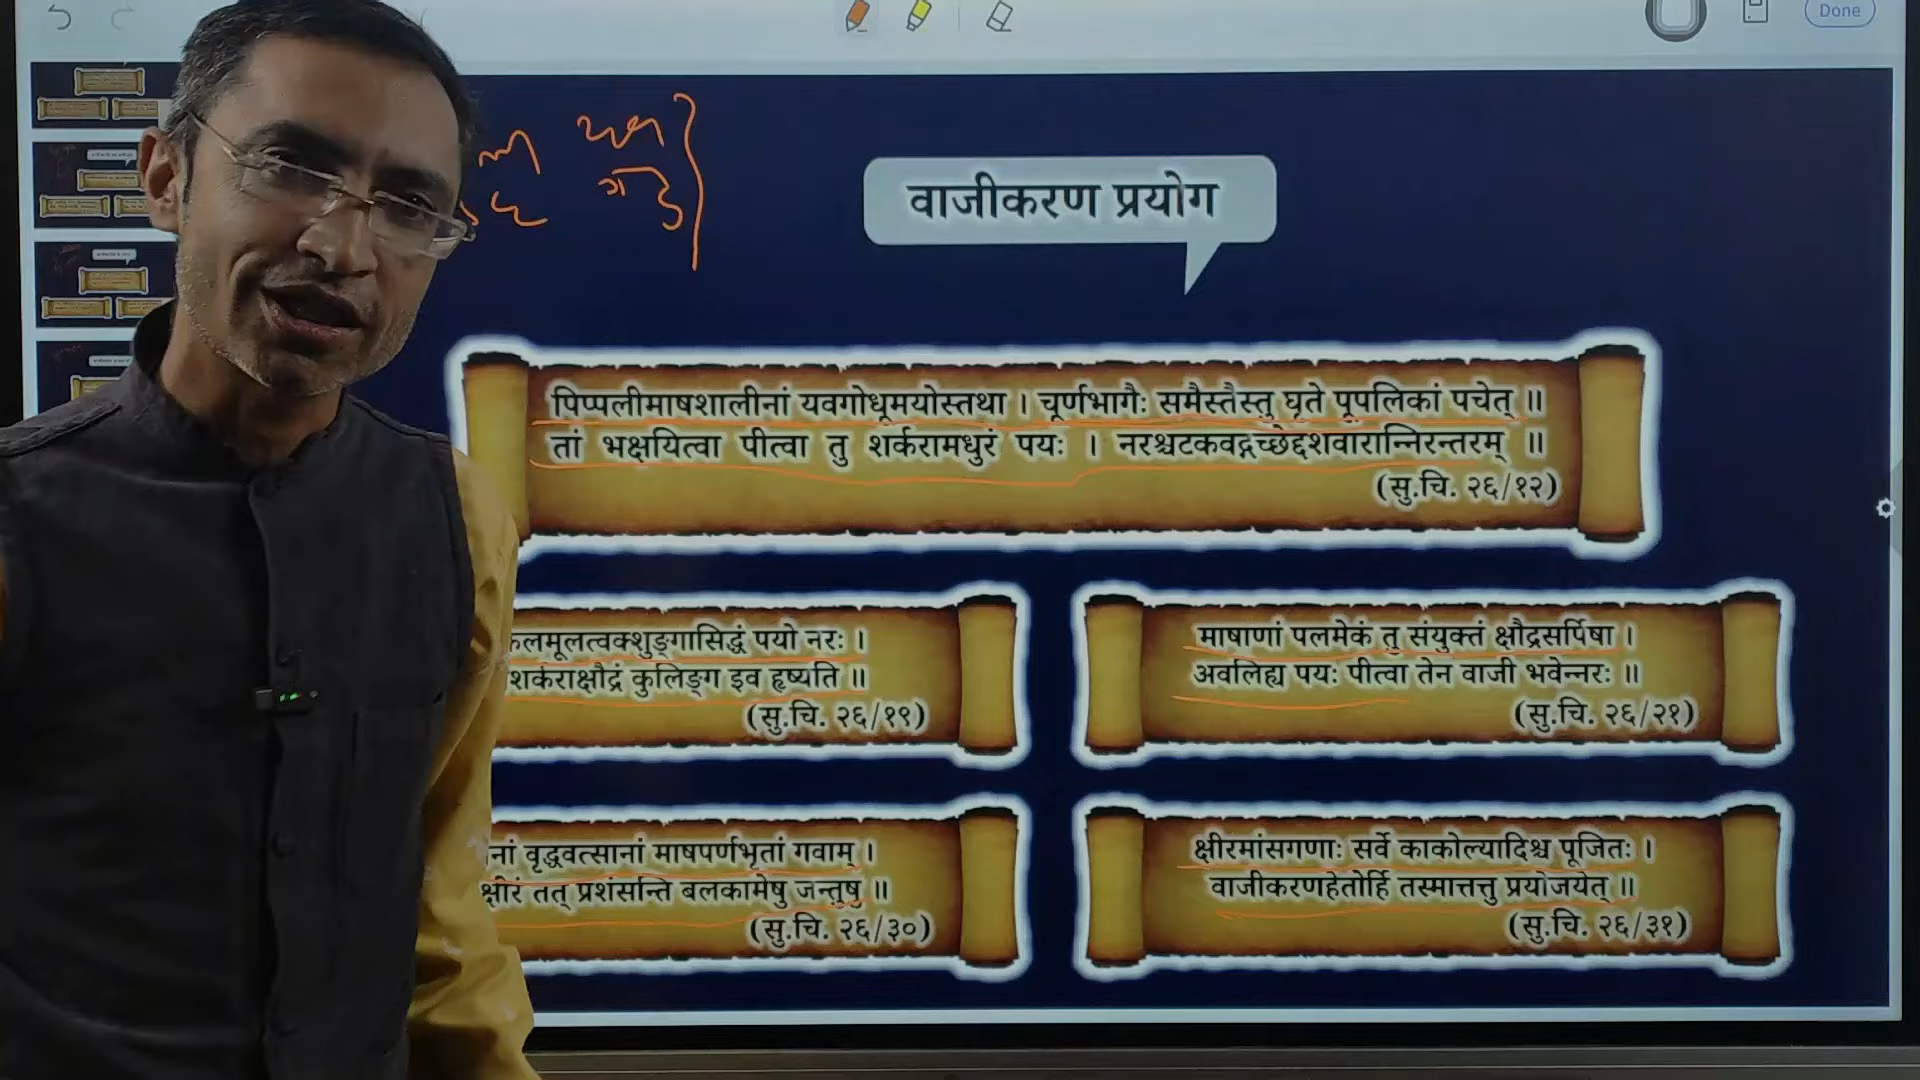 Done
वाजीकरण प्रयोग
पिप्पलीमाषशालीनां यवगोधूमयोस्तथा । चूर्णभागैः समैस्तैस्तु घृते पूपलिकां पचेत् ॥
तां भक्षयित्वा पीत्वा तु शर्करामधुरं पयः । नरश्चटकवद्गच्छेद्दशवारान्निरन्तरम् ॥
(सु.चि. २६/१२)
शुङ्गासिद्धं पयो नरः ।
शर्कराक्षौद्रं कुलिङ्ग इव हृष्यति ॥
(सु.चि. २६/१९)
माषाणां पलमेकं तु संयुक्तं क्षौद्रसर्पिषा ।
अवलिह्य पयः पीत्वा तेन वाजी भवेन्नरः ॥
(सु.चि. २६/२१)
वृद्धवत्सानां माषपर्णभृतां गवाम् ।
क्षीरं तत् प्रशंसन्ति बलकामेषु जन्तुषु ॥
(सु.चि. २६/३०)
क्षीरमांसगणाः सर्वे काकोल्यादिश्च पूजितः ।
वाजीकरणहेतोर्हि तस्मात्तत्तु प्रयोजयेत् ॥
(सु.चि. २६/३१)